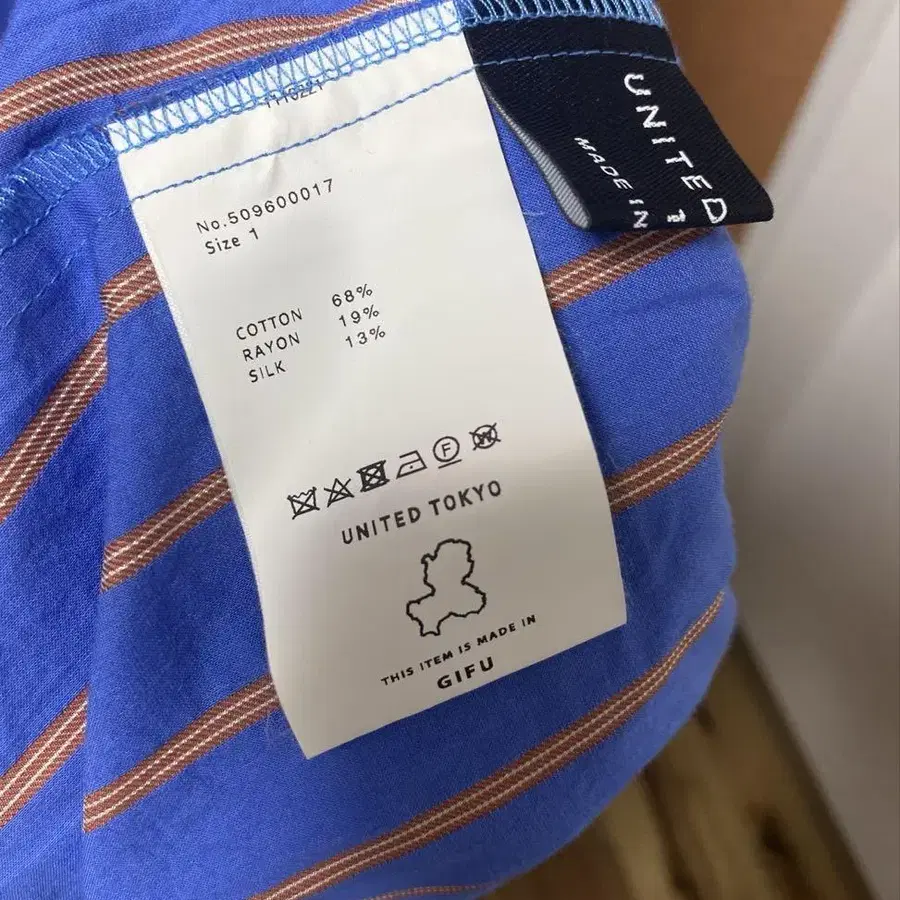 No.509600017
Size 1
COTTON 68%
RAYON 19%
SILK 13%
F W
UNITED TOKYO
THIS ITEM IS MADE IN
GIFU
UNITED
MADE IN